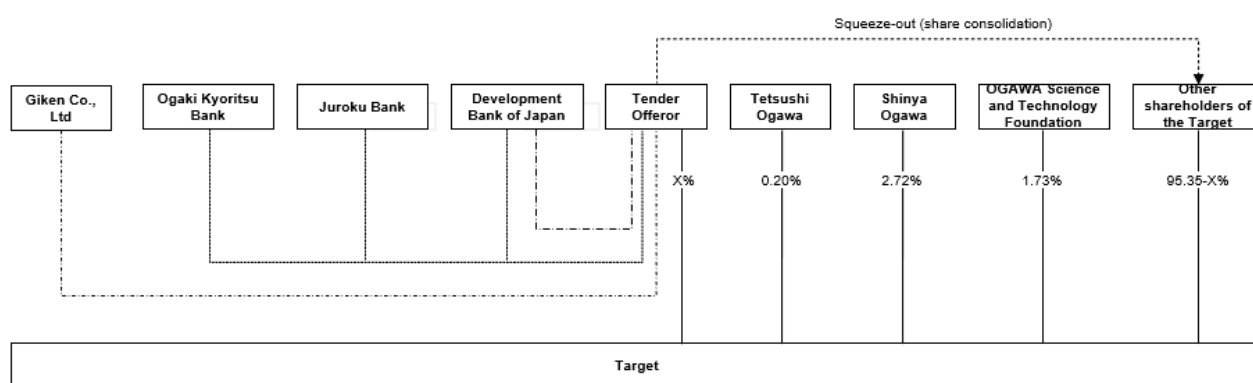 Squeeze-out (share consolidation)
Giken Co.,
Ltd
Ogaki Kyoritsu
Bank
Juroku Bank
Development
Bank of Japan
Tender
Offeror
Tetsushi
Ogawa
Shinya
Ogawa
OGAWA Science
and Technology
Foundation
Other
shareholders of
the Target
X%
0.20%
2.72%
1.73%
95.35-X%
Target